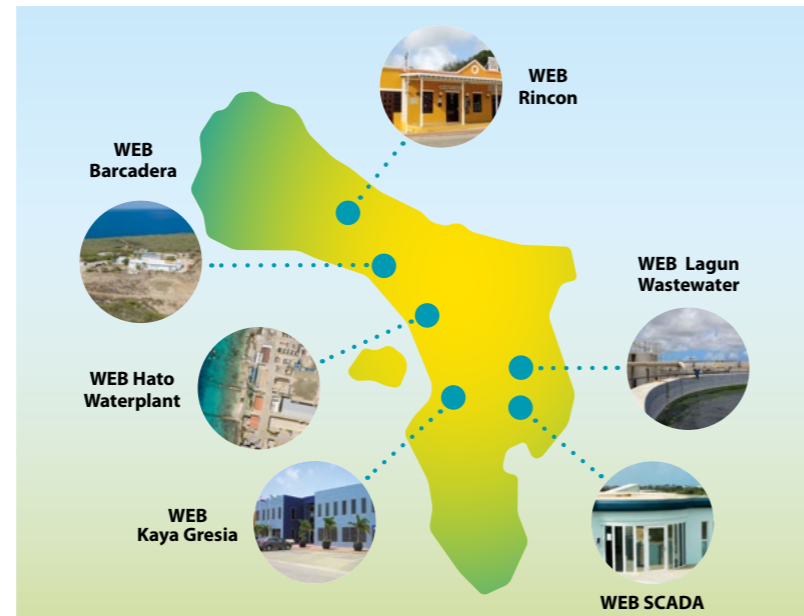 WEB
Rincon
WEB
Barcadera
WEB Lagun
Wastewater
WEB Hato
Waterplant
WEB
Kaya Gresia
WEB SCADA